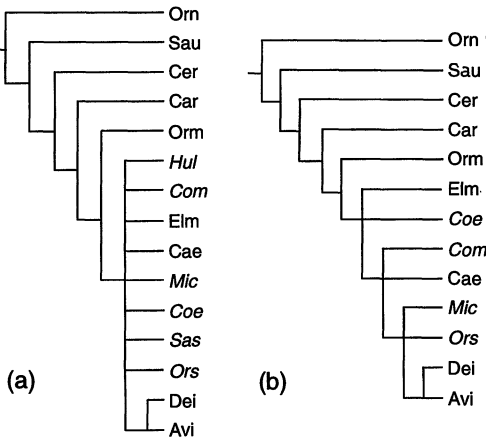 Orn
Sau
Cer
Car
Orm
Hul
Com
Elm
Cae
Mic
Coe
Sas
Ors
Dei
Avi
(a)
Orn
Sau
Cer
Car
Orm
Elm
Coe
Com
Cae
Mic
Ors
Dei
Avi
(b)